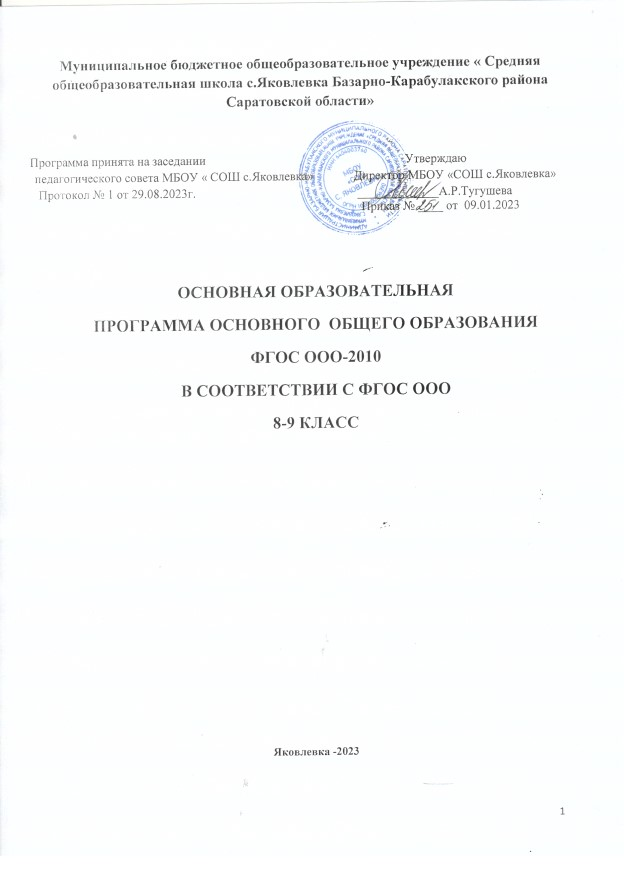 Муниципальное бюджетное общеобразовательное учреждение « Средняя
общеобразовательная школа с.Яковлевка Базарно-Карабулакского района
Саратовской области»
Программа принята на заседании
педагогического совета МБОУ « СОШ с.Яковлевка»
Протокол № 1 от 29.08.2023г.
Утверждаю
Директор МБОУ «СОШ с.Яковлевка»
А.Р.Тугушева
Приказ № 251 от 09.01.2023
МБОУ
ОСНОВНАЯ ОБРАЗОВАТЕЛЬНАЯ
ПРОГРАММА ОСНОВНОГО ОБЩЕГО ОБРАЗОВАНИЯ
ФГОС ООО-2010
В СООТВЕТСТВИИ С ФГОС ООО
8-9 КЛАСС
Яковлевка -2023
1